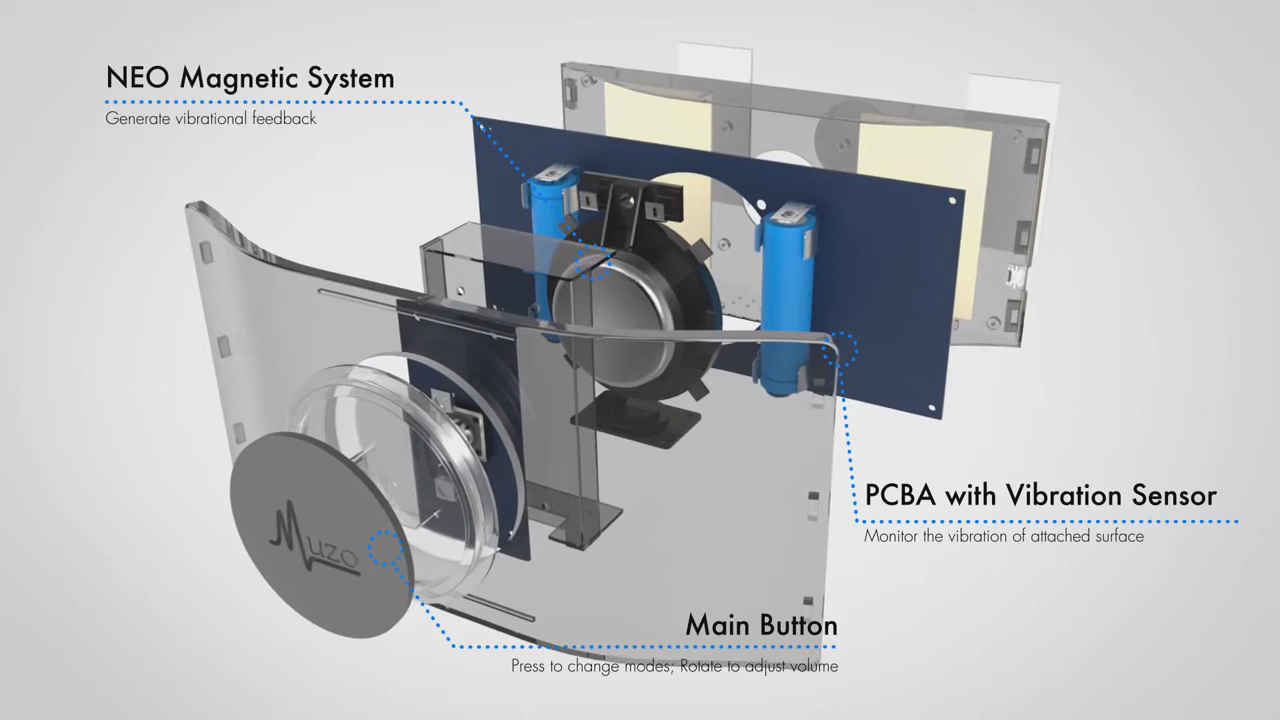 NEO Magnetic System
Generate vibrational feedback
PCBA with Vibration Sensor
Monitor the vibration of attached surface
Muzo
Main Button
Press to change modes; Rotate to adjust volume